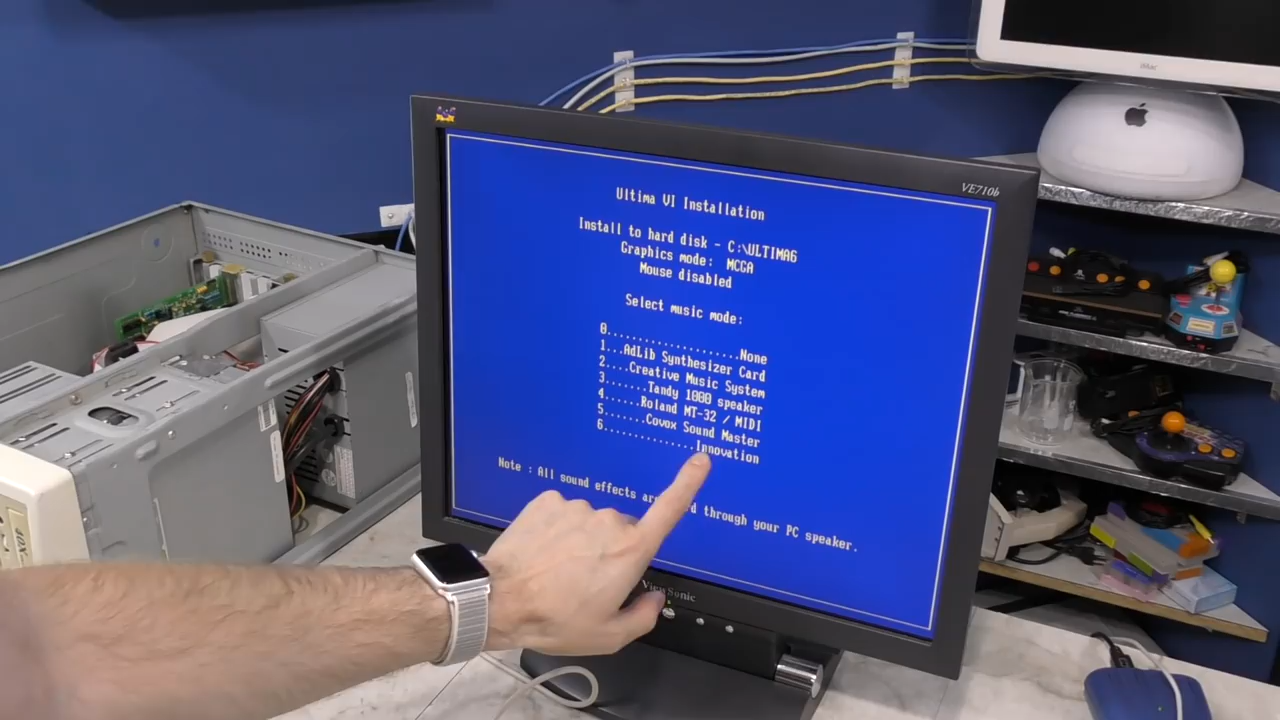 iMac
VE710b
Ultima VI Installation
Install to hard disk - C:\ULTIMA6
Graphics mode: MCGA
Mouse disabled
Select music mode:
0....................None
1...AdLib Synthesizer Card
2....Creative Music System
3.......Tandy 1000 speaker
4......Roland MT-32 / MIDI
5.......Covox Sound Master
6...............Innovation
Note : All sound effects are through your PC speaker.
ViewSonic
40X